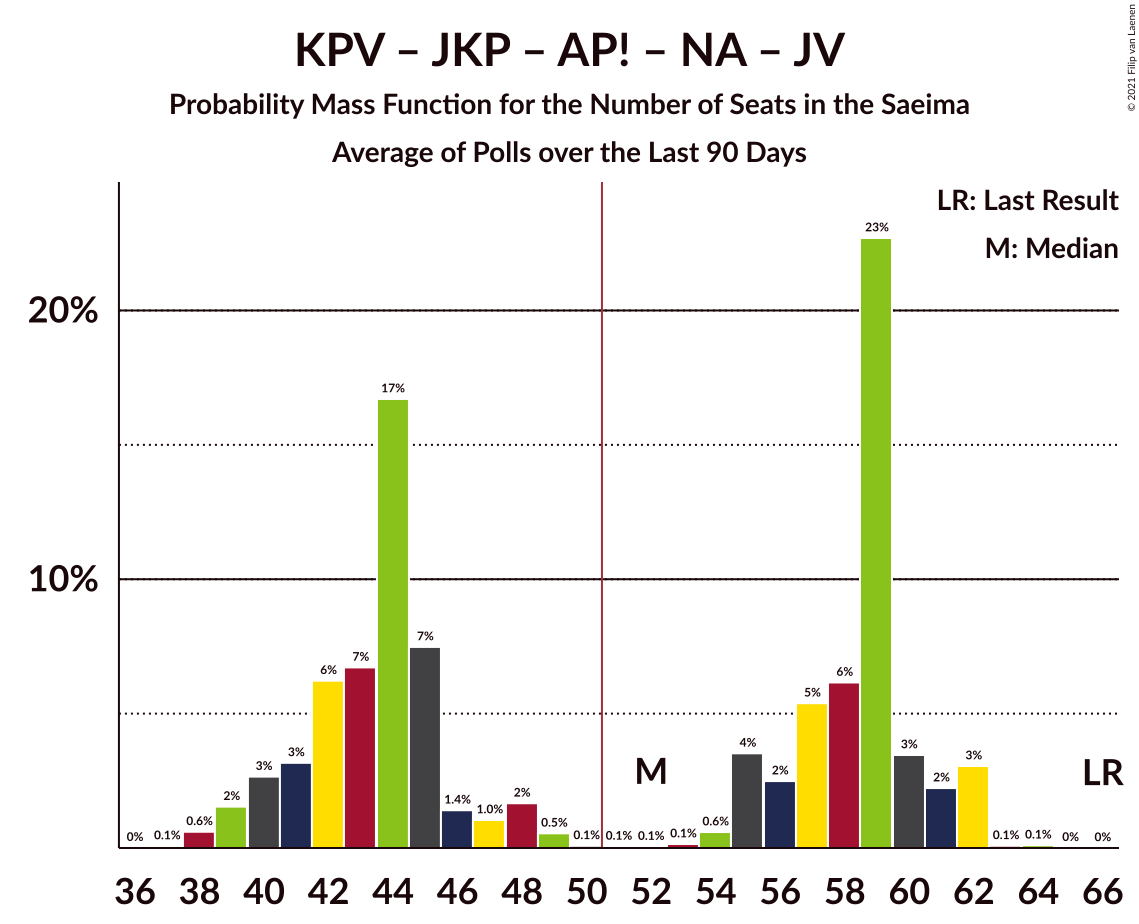 KPV – JKP – AP! – NA – JV
Probability Mass Function for the Number of Seats in the Saeima
Average of Polls over the Last 90 Days
© 2021 Filip van Laenen
LR: Last Result
M: Median
20%
10%
0% 0.1% 0.6% 2% 3% 3% 6% 7% 17% 7% 1.4% 1.0% 2% 0.5% 0.1% 0.1% 0.1% 0.1% 0.6% 4% 2% 5% 6% 23% 3% 2% 3% 0.1% 0.1% 0% 0%
M LR
36 38 40 42 44 46 48 50 52 54 56 58 60 62 64 66